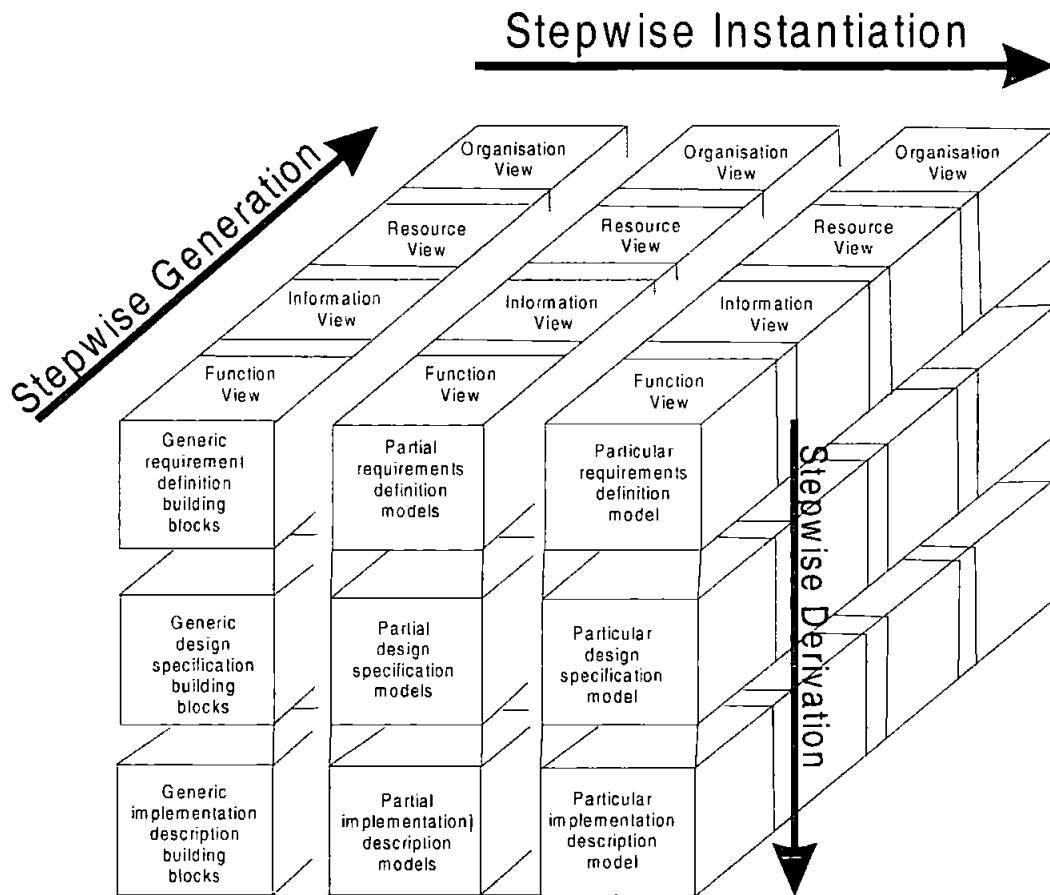 Stepwise Instantiation
Stepwise Generation
Organisation
View
Organisation
View
Organisation
View
Resource
View
Resource
View
Resource
View
Information
View
Information
View
Information
View
Function
View
Function
View
Function
View
Generic
requirement
definition
building
blocks
Partial
requirements
definition
models
Particular
requirements
definition
model
Stepwise Derivation
Generic
design
specification
building
blocks
Partial
design
specification
models
Particular
design
specification
model
Generic
implementation
description
building
blocks
Partial
implementation)
description
models
Particular
implementation
description
model